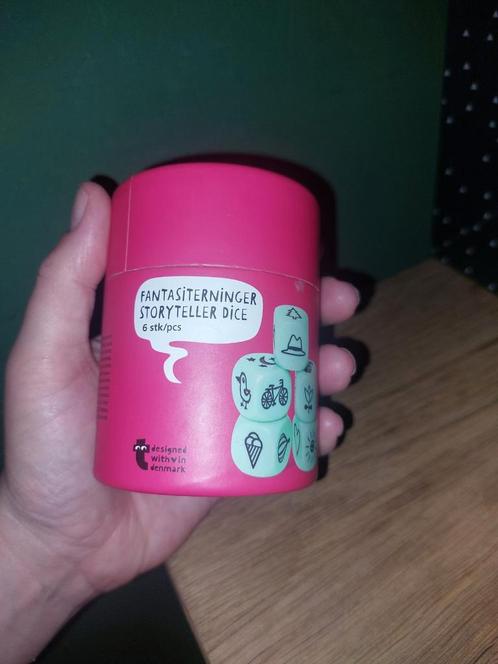 FANTASITERNINGER
STORYTELLER DICE
6 stk/pcs
designed
with♥in
denmark